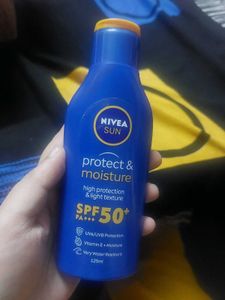 NIVEA
SUN
protect &
moisture
high protection
& light texture
SPF 50+
PA+++
UVA/UVB Protection
Vitamin E + Moisture
Very Water Resistant
125ml